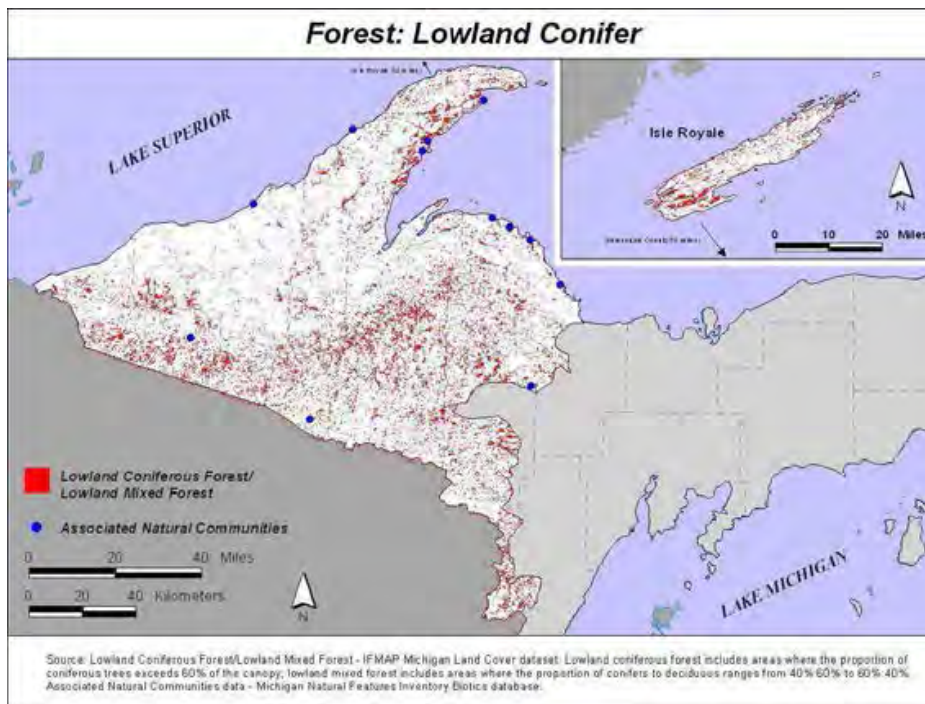 Forest: Lowland Conifer
LAKE SUPERIOR
Isle Royale
N
0 10 20 Miles
Lowland Coniferous Forest/
Lowland Mixed Forest
Associated Natural Communities
0 20 40 Miles
0 20 40 Kilometers
N
LAKE MICHIGAN
Source: Lowland Coniferous Forest/Lowland Mixed Forest - IFMAP Michigan Land Cover dataset. Lowland coniferous forest includes areas where the proportion of
coniferous trees exceeds 60% of the canopy; lowland mixed forest includes areas where the proportion of conifers to deciduous ranges from 40%:60% to 60%:40%.
Associated Natural Communities data - Michigan Natural Features Inventory Biotics database.